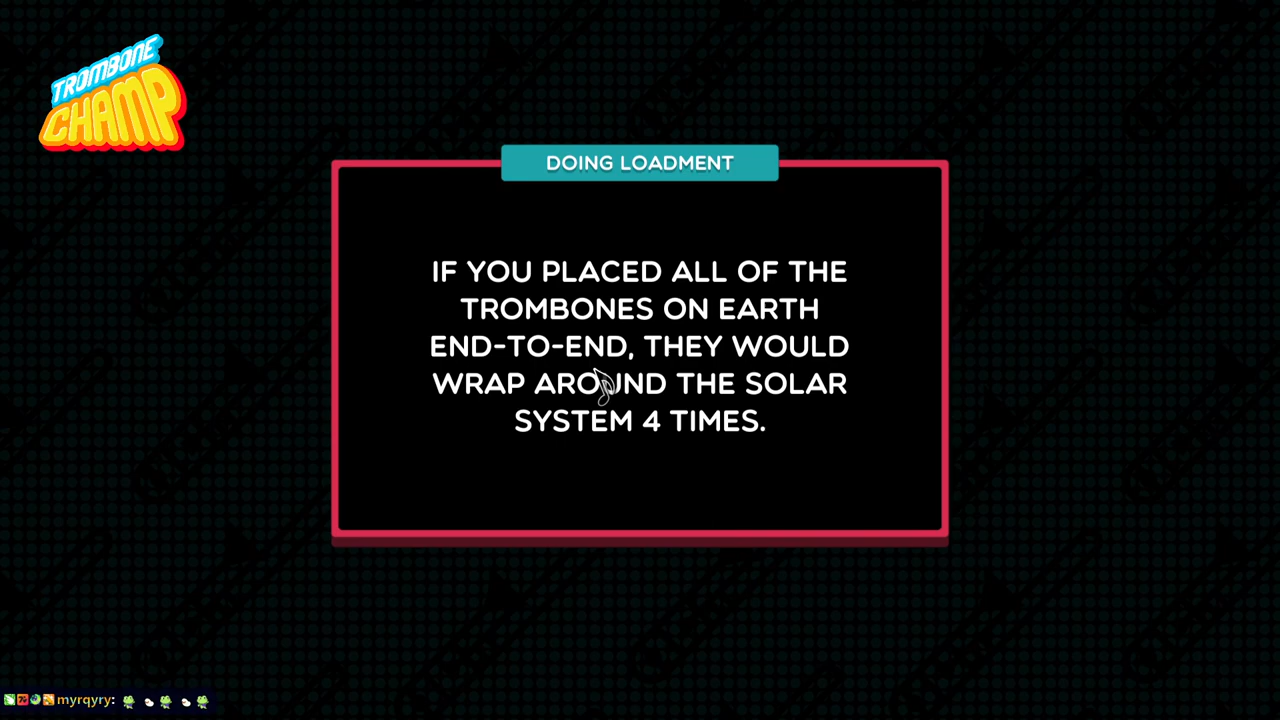 TROMBONE
CHAMP
DOING LOADMENT
IF YOU PLACED ALL OF THE
TROMBONES ON EARTH
END-TO-END, THEY WOULD
WRAP AROUND THE SOLAR
SYSTEM 4 TIMES.
myrqyry: